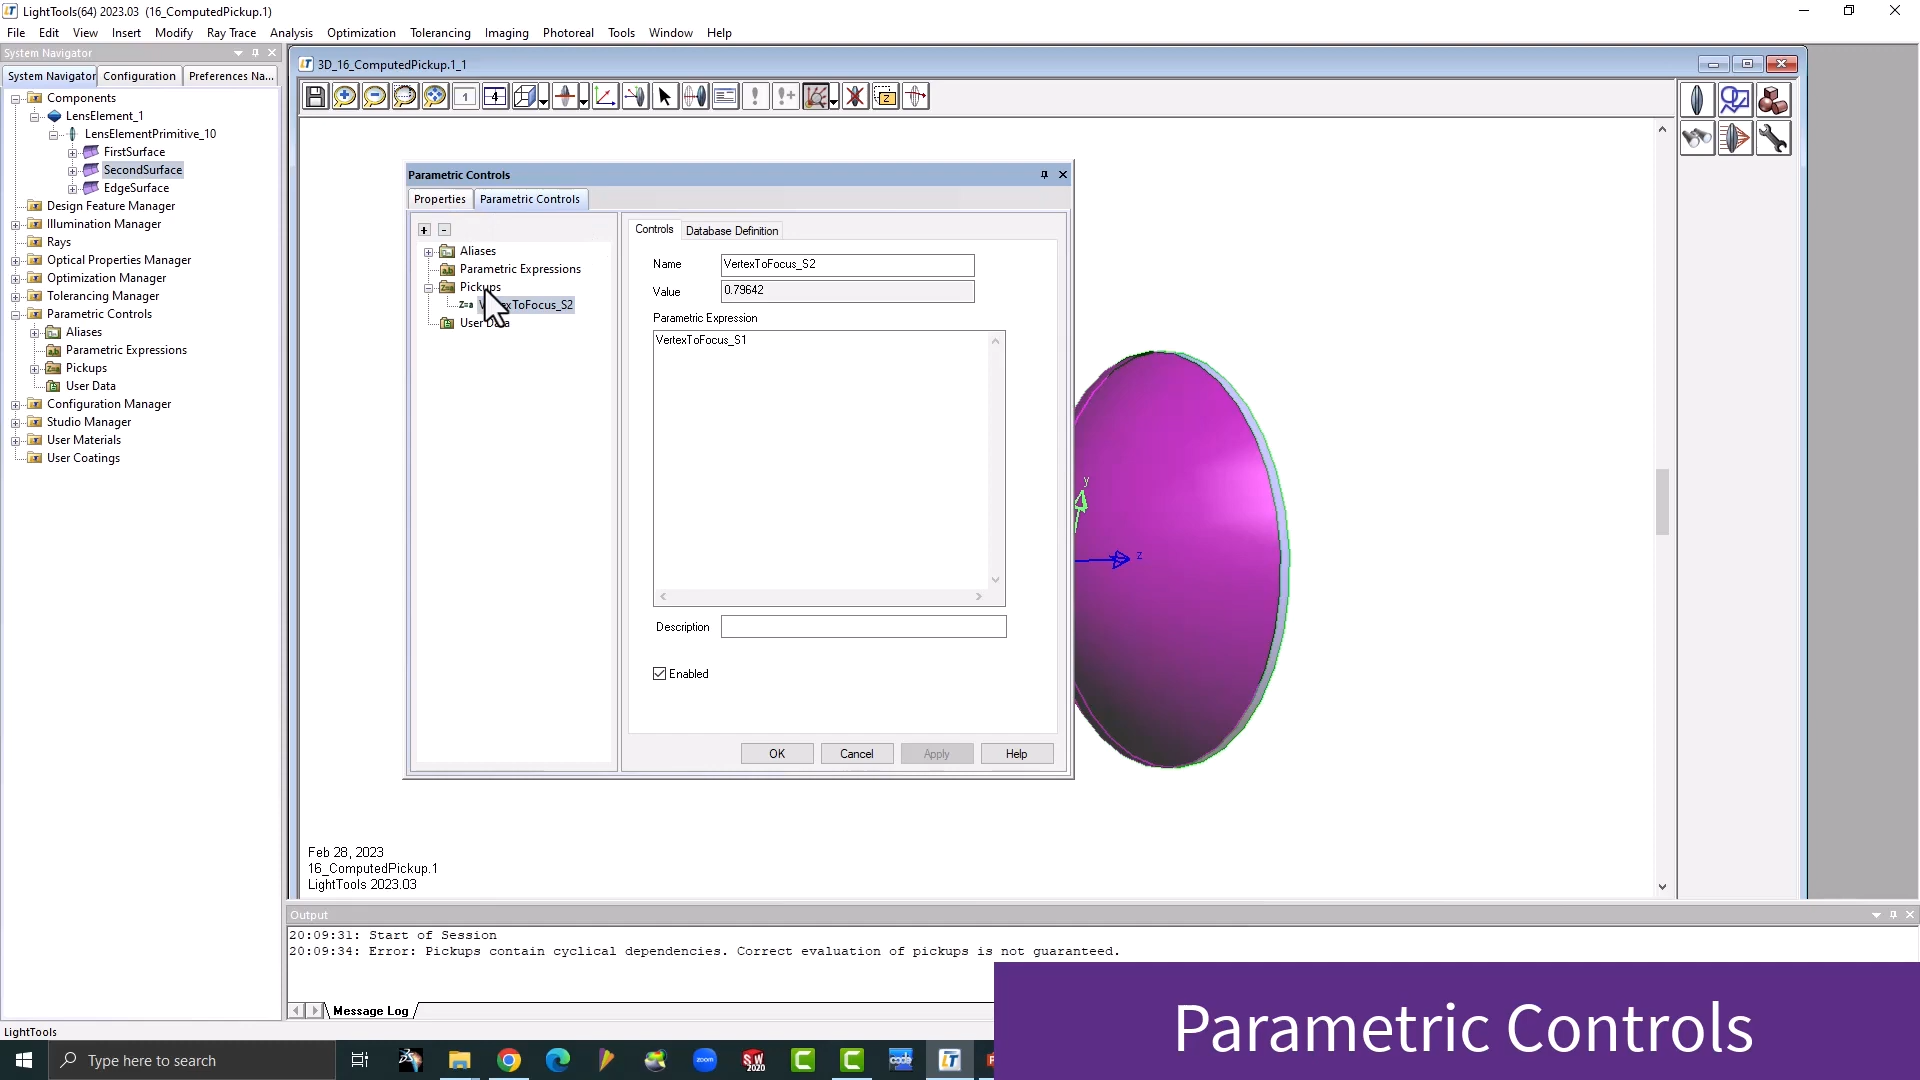 LightTools(64) 2023.03 (16_ComputedPickup.1)
File Edit View Insert Modify Ray Trace Analysis Optimization Tolerancing Imaging Photoreal Tools Window Help
System Navigator
System Navigator Configuration Preferences Na...
Components
LensElement_1
LensElementPrimitive_10
FirstSurface
SecondSurface
EdgeSurface
Design Feature Manager
Illumination Manager
Rays
Optical Properties Manager
Optimization Manager
Tolerancing Manager
Parametric Controls
Aliases
Parametric Expressions
Pickups
User Data
Configuration Manager
Studio Manager
User Materials
User Coatings
3D_16_ComputedPickup.1_1
Parametric Controls
Properties Parametric Controls
Aliases
Parametric Expressions
Pickups
exToFocus_S2
User Data
Controls Database Definition
Name VertexToFocus_S2
Value 0.79642
Parametric Expression
VertexToFocus_S1
Description
Enabled
OK Cancel Apply Help
y
z
Feb 28, 2023
16_ComputedPickup.1
LightTools 2023.03
Output
20:09:31: Start of Session
20:09:34: Error: Pickups contain cyclical dependencies. Correct evaluation of pickups is not guaranteed.
Message Log
LightTools
Type here to search
Parametric Controls